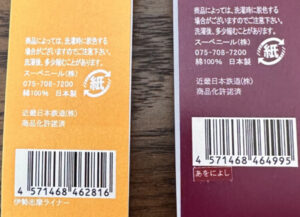 商品によっては、洗濯時に脱色する
場合がございますのでご注意下さい。
洗濯後、多少縮むことがあります。
スーベニール(株)
075-708-7200
綿100% 日本製
紙
近畿日本鉄道(株)
商品化許諾済
4 571468 462816
伊勢志摩ライナー
商品によっては、洗濯時に脱色する
場合がございますのでご注意下さい。
洗濯後、多少縮むことがあります。
スーベニール(株)
075-708-7200
綿100% 日本製
紙
近畿日本鉄道(株)
商品化許諾済
4 571468 464995
あをによし